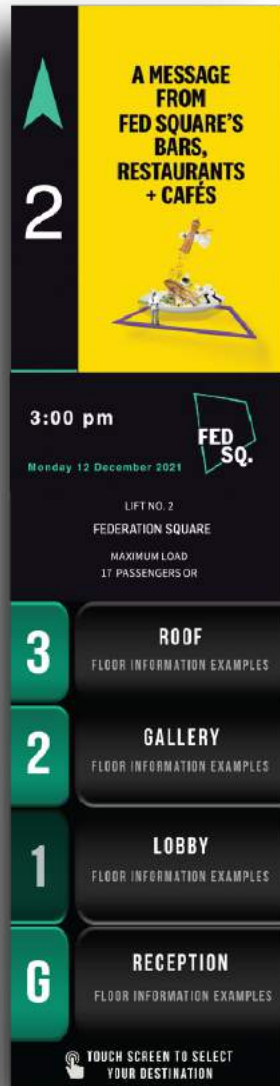 A MESSAGE
FROM
FED SQUARE'S
BARS,
RESTAURANTS
+ CAFÉS
2
3:00 pm
Monday 12 December 2021
FED
SQ.
LIFT NO. 2
FEDERATION SQUARE
MAXIMUM LOAD
17 PASSENGERS OR
3
ROOF
FLOOR INFORMATION EXAMPLES
2
GALLERY
FLOOR INFORMATION EXAMPLES
1
LOBBY
FLOOR INFORMATION EXAMPLES
G
RECEPTION
FLOOR INFORMATION EXAMPLES
TOUCH SCREEN TO SELECT
YOUR DESTINATION